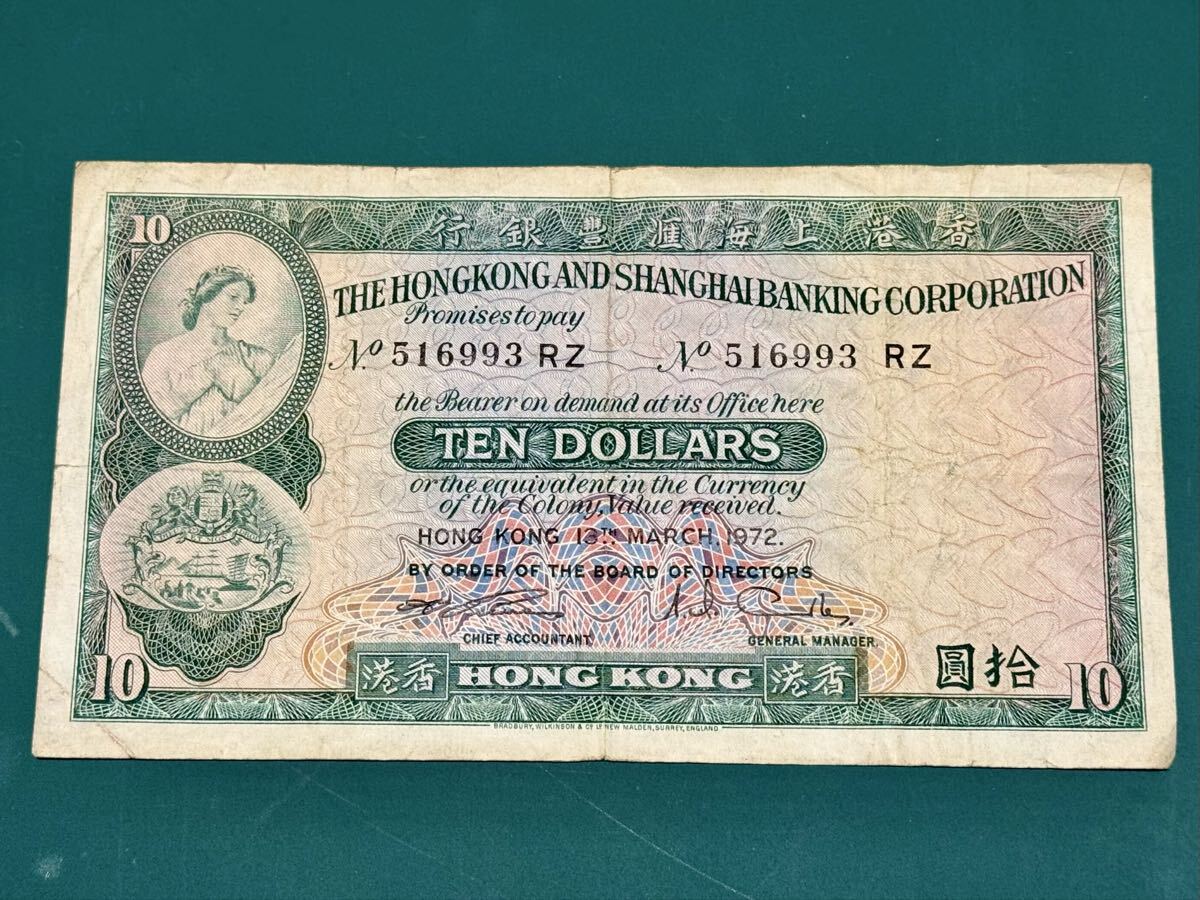 10
行銀豐滙海上港香
THE HONGKONG AND SHANGHAI BANKING CORPORATION
Promises to pay
No. 516993 RZ No. 516993 RZ
the Bearer on demand at its Office here
TEN DOLLARS
or the equivalent in the Currency
of the Colony, Value received.
HONG KONG 13TH MARCH, 1972.
BY ORDER OF THE BOARD OF DIRECTORS
CHIEF ACCOUNTANT. GENERAL MANAGER.
10 港香 HONG KONG 港香 圓拾 10
BRADBURY, WILKINSON & Co. Ld. NEW MALDEN, SURREY, ENGLAND